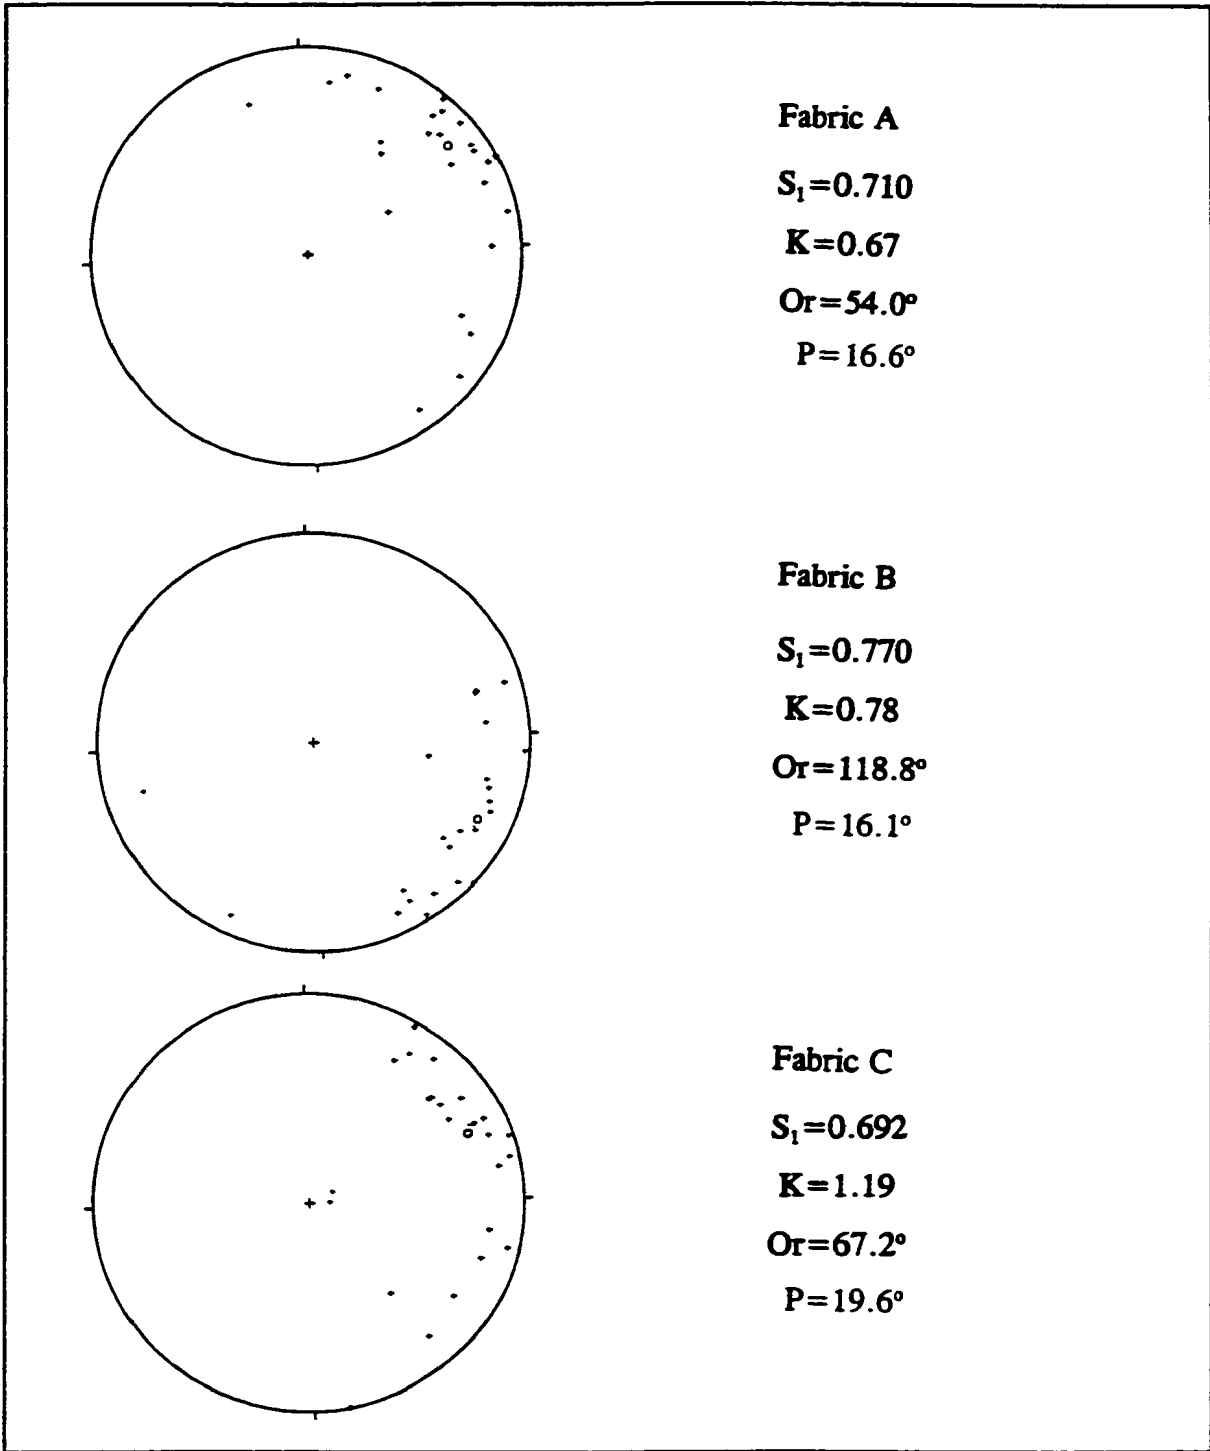 Fabric A
S₁=0.710
K=0.67
Or=54.0°
P=16.6°
Fabric B
S₁=0.770
K=0.78
Or=118.8°
P=16.1°
Fabric C
S₁=0.692
K=1.19
Or=67.2°
P=19.6°